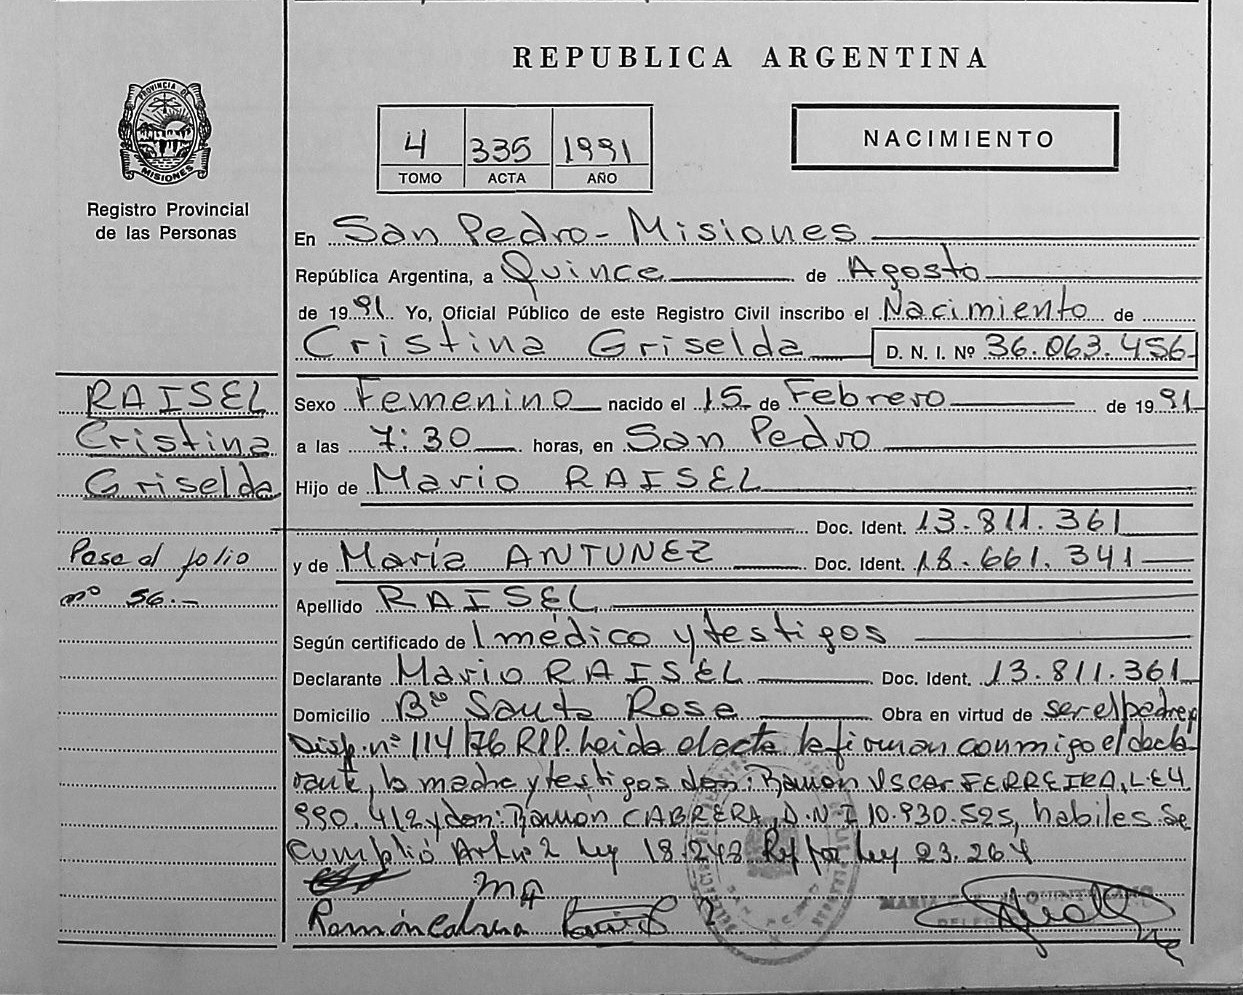 REPUBLICA ARGENTINA
PROVINCIA DE
MISIONES
Registro Provincial
de las Personas
4 335 1991
TOMO ACTA AÑO
NACIMIENTO
En San Pedro - Misiones
República Argentina, a Quince de Agosto
de 1991 Yo, Oficial Público de este Registro Civil inscribo el Nacimiento de
Cristina Griselda D. N. I. Nº 36.063.456
RAISEL
Cristina
Griselda
Pasa al folio
nº 56.-
Sexo Femenino nacido el 15 de Febrero de 1991
a las 7:30 horas, en San Pedro
Hijo de Mario RAISEL
Doc. Ident. 13.811.361
y de María ANTUNEZ Doc. Ident. 18.661.341
Apellido RAISEL
Según certificado de l médico y testigos
Declarante Mario RAISEL Doc. Ident. 13.811.361
Domicilio Bº Santa Rosa Obra en virtud de ser el padre y
Disp. nº 114/76 R.P.P. Leida el acta la firman conmigo el decla
rante, la madre y testigos don: Ramón Oscar FERREIRA, L.E 4
990.412 y don: Ramón CABRERA, D.N.I 10.930.525, habiles se
Cumplió Art nº 2 ley 18.248 Ref por ley 23.264
Ramón Cabrera